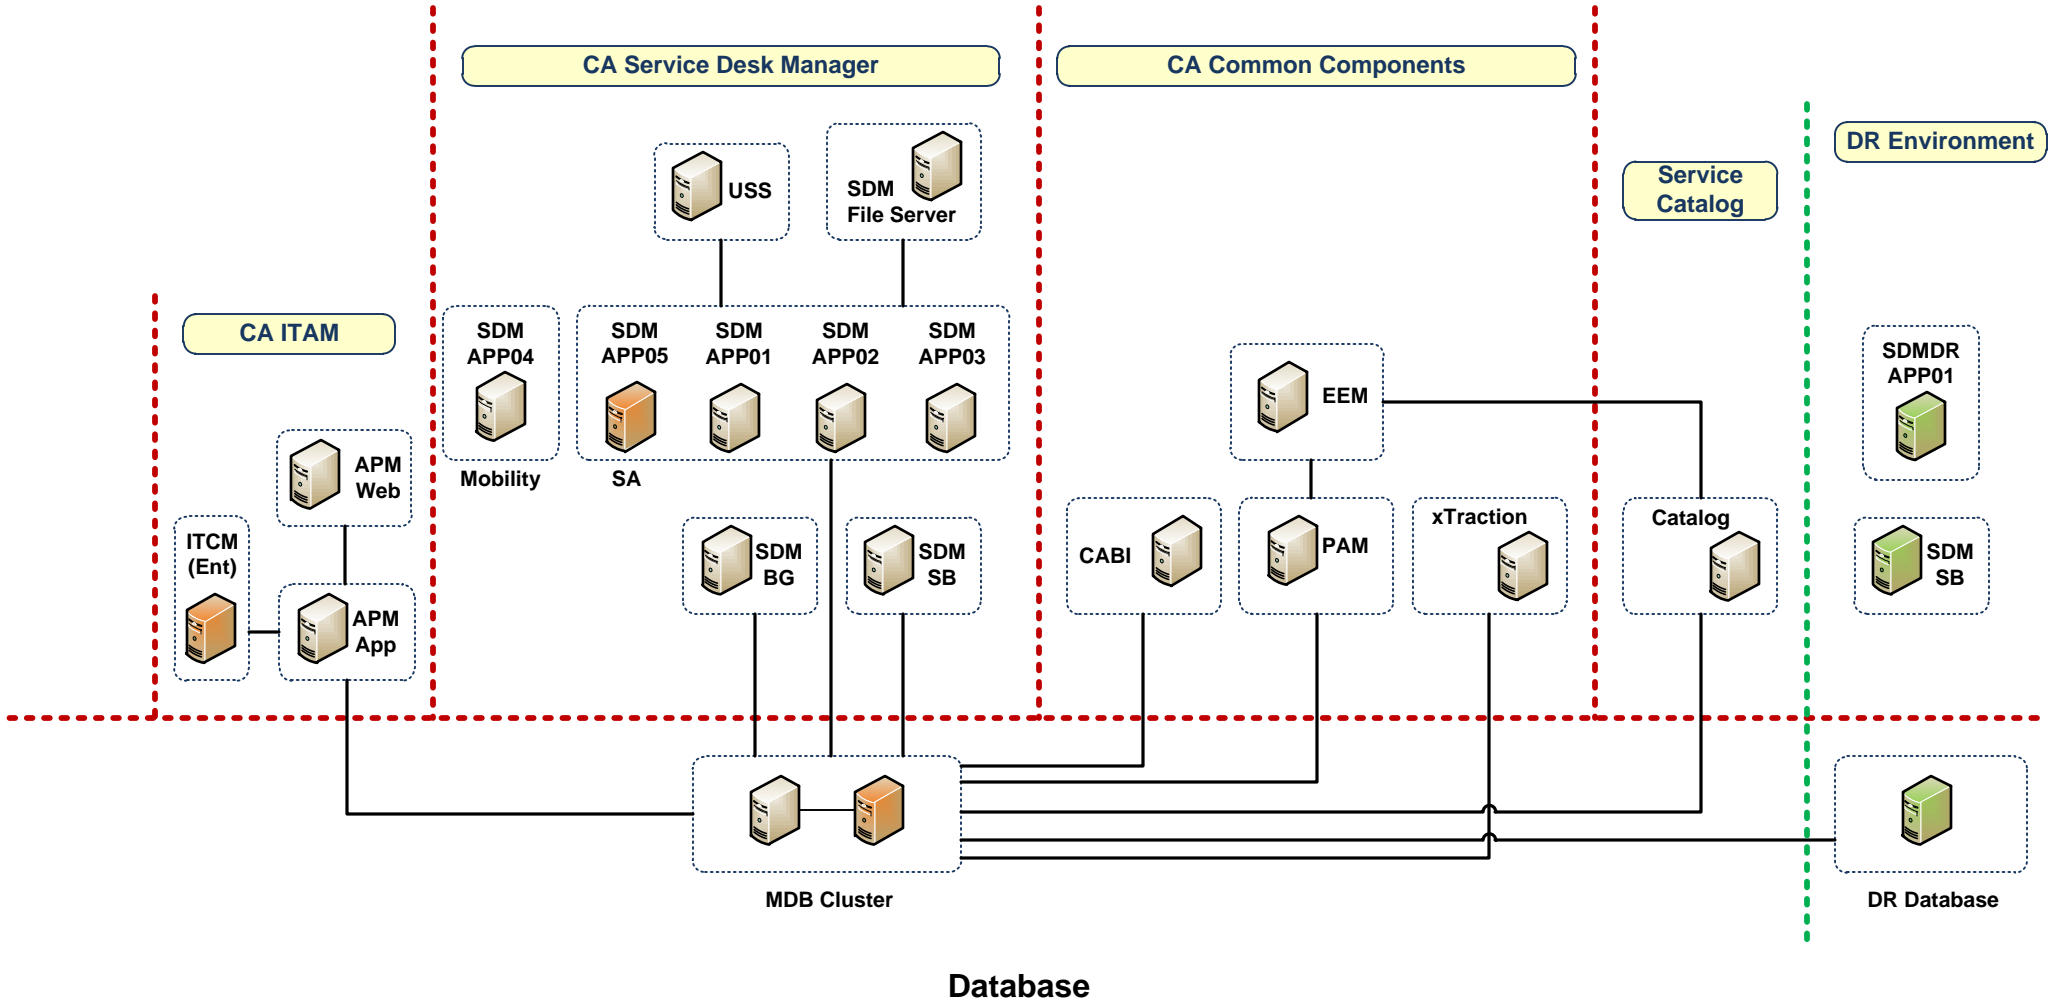 CA Service Desk Manager
CA Common Components
DR Environment
Service
Catalog
CA ITAM
USS
SDM
File Server
SDM
APP04
Mobility
SDM
APP05
SA
SDM
APP01
SDM
APP02
SDM
APP03
EEM
SDMDR
APP01
APM
Web
ITCM
(Ent)
APM
App
SDM
BG
SDM
SB
CABI
PAM
xTraction
Catalog
SDM
SB
MDB Cluster
DR Database
Database